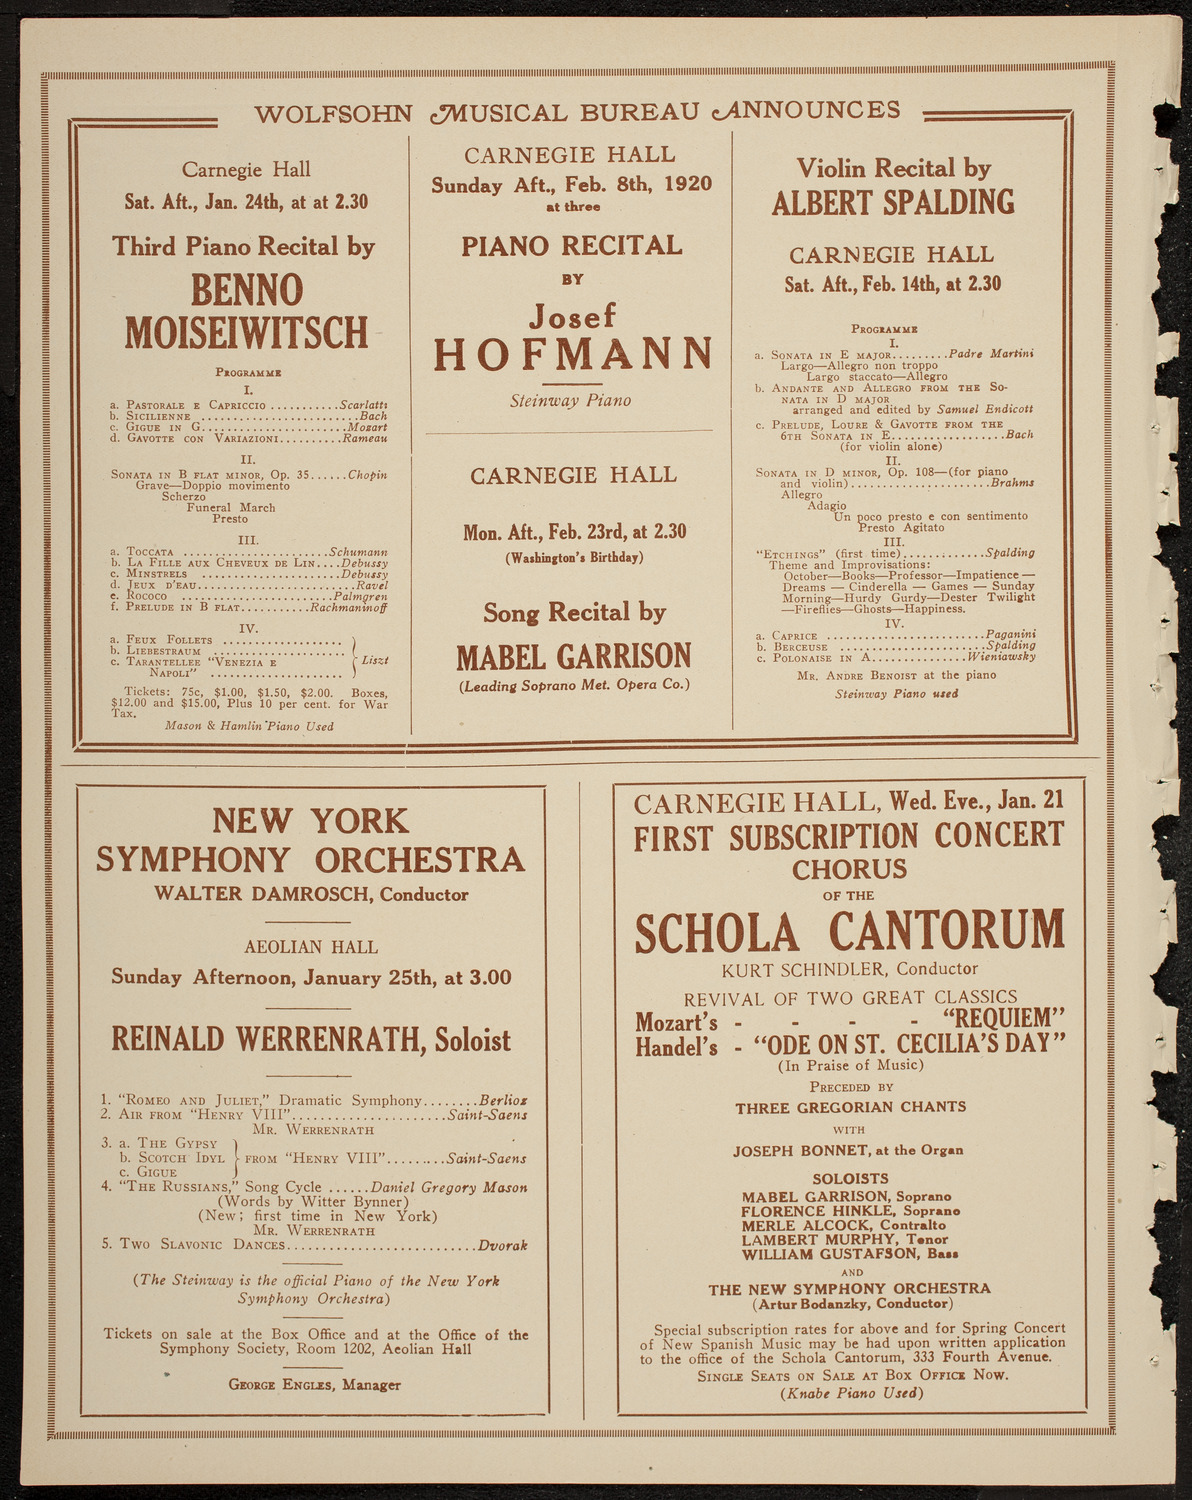 WOLFSOHN MUSICAL BUREAU ANNOUNCES
Carnegie Hall
Sat. Aft., Jan. 24th, at at 2.30
Third Piano Recital by
BENNO
MOISEIWITSCH
PROGRAMME
I.
a. PASTORALE E CAPRICCIO ...........Scarlatti
b. SICILIENNE ..........................Bach
c. GIGUE IN G........................Mozart
d. GAVOTTE CON VARIAZIONI..........Rameau
II.
SONATA IN B FLAT MINOR, Op. 35......Chopin
Grave—Doppio movimento
Scherzo
Funeral March
Presto
III.
a. TOCCATA .......................Schumann
b. LA FILLE AUX CHEVEUX DE LIN....Debussy
c. MINSTRELS ......................Debussy
d. JEUX D'EAU.........................Ravel
e. ROCOCO ........................Palmgren
f. PRELUDE IN B FLAT...........Rachmaninoff
IV.
a. FEUX FOLLETS ...................
b. LIEBESTRAUM .....................
c. TARANTELLEE "VENEZIA E Liszt
NAPOLI" .....................
Tickets: 75c, $1.00, $1.50, $2.00. Boxes,
$12.00 and $15.00, Plus 10 per cent. for War
Tax.
Mason & Hamlin Piano Used
CARNEGIE HALL
Sunday Aft., Feb. 8th, 1920
at three
PIANO RECITAL
BY
Josef
HOFMANN
Steinway Piano
CARNEGIE HALL
Mon. Aft., Feb. 23rd, at 2.30
(Washington's Birthday)
Song Recital by
MABEL GARRISON
(Leading Soprano Met. Opera Co.)
Violin Recital by
ALBERT SPALDING
CARNEGIE HALL
Sat. Aft., Feb. 14th, at 2.30
PROGRAMME
I.
a. SONATA IN E MAJOR.........Padre Martini
Largo—Allegro non troppo
Largo staccato—Allegro
b. ANDANTE AND ALLEGRO FROM THE SO-
NATA IN D MAJOR
arranged and edited by Samuel Endicott
c. PRELUDE, LOURE & GAVOTTE FROM THE
6TH SONATA IN E..................Bach
(for violin alone)
II.
SONATA IN D MINOR, Op. 108—(for piano
and violin)......................Brahms
Allegro
Adagio
Un poco presto e con sentimento
Presto Agitato
III.
"ETCHINGS" (first time).............Spalding
Theme and Improvisations:
October—Books—Professor—Impatience—
Dreams — Cinderella — Games — Sunday
Morning—Hurdy Gurdy—Dester Twilight
—Fireflies—Ghosts—Happiness.
IV.
a. CAPRICE .........................Paganini
b. BERCEUSE .......................Spalding
c. POLONAISE IN A...............Wieniawsky
MR. ANDRE BENOIST at the piano
Steinway Piano used
NEW YORK
SYMPHONY ORCHESTRA
WALTER DAMROSCH, Conductor
AEOLIAN HALL
Sunday Afternoon, January 25th, at 3.00
REINALD WERRENRATH, Soloist
1. "ROMEO AND JULIET," Dramatic Symphony........Berlioz
2. AIR FROM "HENRY VIII"......................Saint-Saens
MR. WERRENRATH
3. a. THE GYPSY
b. SCOTCH IDYL FROM "HENRY VIII".........Saint-Saens
c. GIGUE
4. "THE RUSSIANS," Song Cycle ......Daniel Gregory Mason
(Words by Witter Bynner)
(New; first time in New York)
MR. WERRENRATH
5. TWO SLAVONIC DANCES...........................Dvorak
(The Steinway is the official Piano of the New York
Symphony Orchestra)
Tickets on sale at the Box Office and at the Office of the
Symphony Society, Room 1202, Aeolian Hall
GEORGE ENGLES, Manager
CARNEGIE HALL, Wed. Eve., Jan. 21
FIRST SUBSCRIPTION CONCERT
CHORUS
OF THE
SCHOLA CANTORUM
KURT SCHINDLER, Conductor
REVIVAL OF TWO GREAT CLASSICS
Mozart's - - - - "REQUIEM"
Handel's - "ODE ON ST. CECILIA'S DAY"
(In Praise of Music)
PRECEDED BY
THREE GREGORIAN CHANTS
WITH
JOSEPH BONNET, at the Organ
SOLOISTS
MABEL GARRISON, Soprano
FLORENCE HINKLE, Soprano
MERLE ALCOCK, Contralto
LAMBERT MURPHY, Tenor
WILLIAM GUSTAFSON, Bass
AND
THE NEW SYMPHONY ORCHESTRA
(Artur Bodanzky, Conductor)
Special subscription rates for above and for Spring Concert
of New Spanish Music may be had upon written application
to the office of the Schola Cantorum, 333 Fourth Avenue.
SINGLE SEATS ON SALE AT BOX OFFICE NOW.
(Knabe Piano Used)